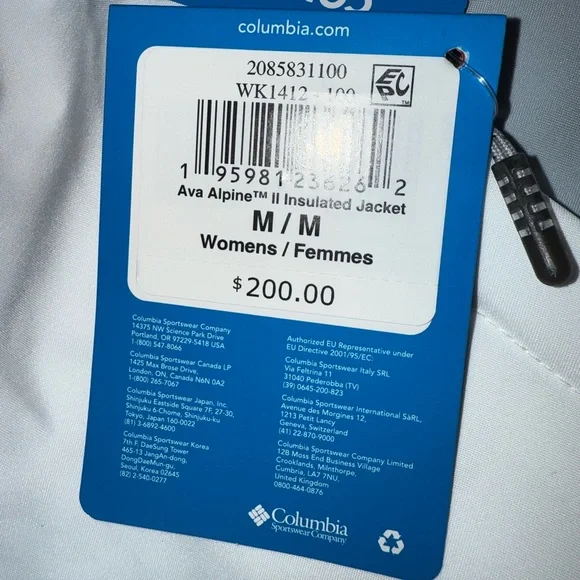 columbia.com
2085831100
WK1412 - 100
EPC™
1 95981 23626 2
Ava Alpine™ II Insulated Jacket
M / M
Womens / Femmes
$200.00
Columbia Sportswear Company
14375 NW Science Park Drive
Portland, OR 97229-5418 USA
1-(800) 547-8066
Columbia Sportswear Canada LP
1425 Max Brose Drive,
London, ON, Canada N6N 0A2
1-(800) 265-7067
Columbia Sportswear Japan, Inc.
Shinjuku Eastside Square 7F, 27-30,
Shinjuku 6-Chome, Shinjuku-ku
Tokyo, Japan 160-0022
(81) 3-6892-4600
Columbia Sportswear Korea
7th F. DaeSung Tower
465-13 JangAn-dong,
DongDaeMun-gu,
Seoul, Korea 02645
(82) 2-540-0277
Authorized EU Representative under
EU Directive 2001/95/EC:
Columbia Sportswear Italy SRL
Via Feltrina 11
31040 Pederobba (TV)
(39) 0645-200-823
Columbia Sportswear International SàRL,
Avenue des Morgines 12,
1213 Petit Lancy
Geneva, Switzerland
(41) 22-870-9000
Columbia Sportswear Company Limited
12B Moss End Business Village
Crooklands, Milnthorpe,
Cumbria, LA7 7NU,
United Kingdom
0800-464-0876
Columbia
Sportswear Company